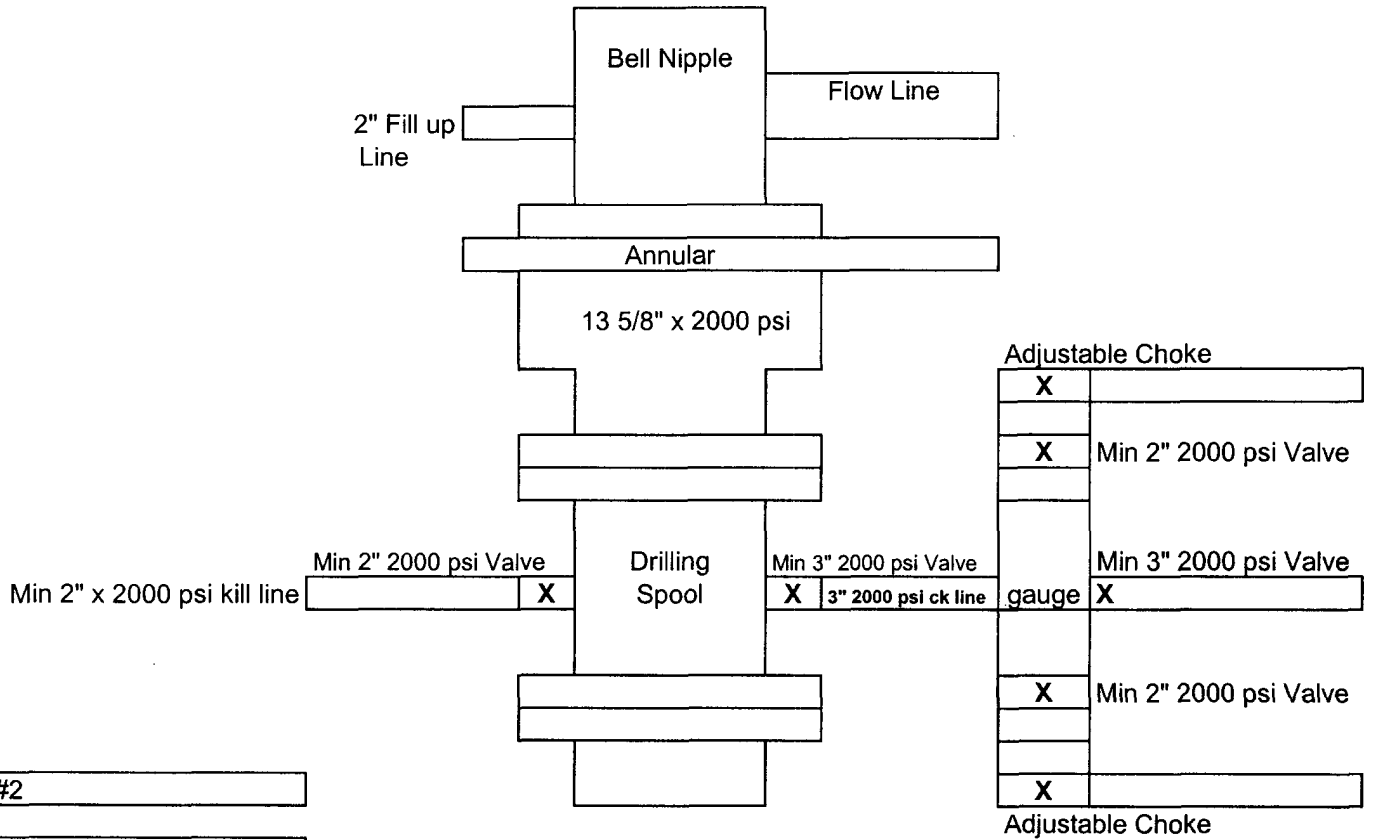 Bell Nipple
Flow Line
2" Fill up
Line
Annular
13 5/8" x 2000 psi
Adjustable Choke
X
X
Min 2" 2000 psi Valve
Min 2" 2000 psi Valve
Drilling
Spool
Min 3" 2000 psi Valve
Min 3" 2000 psi Valve
Min 2" x 2000 psi kill line
X
X
3" 2000 psi ck line
gauge
X
X
Min 2" 2000 psi Valve
#2
X
Adjustable Choke